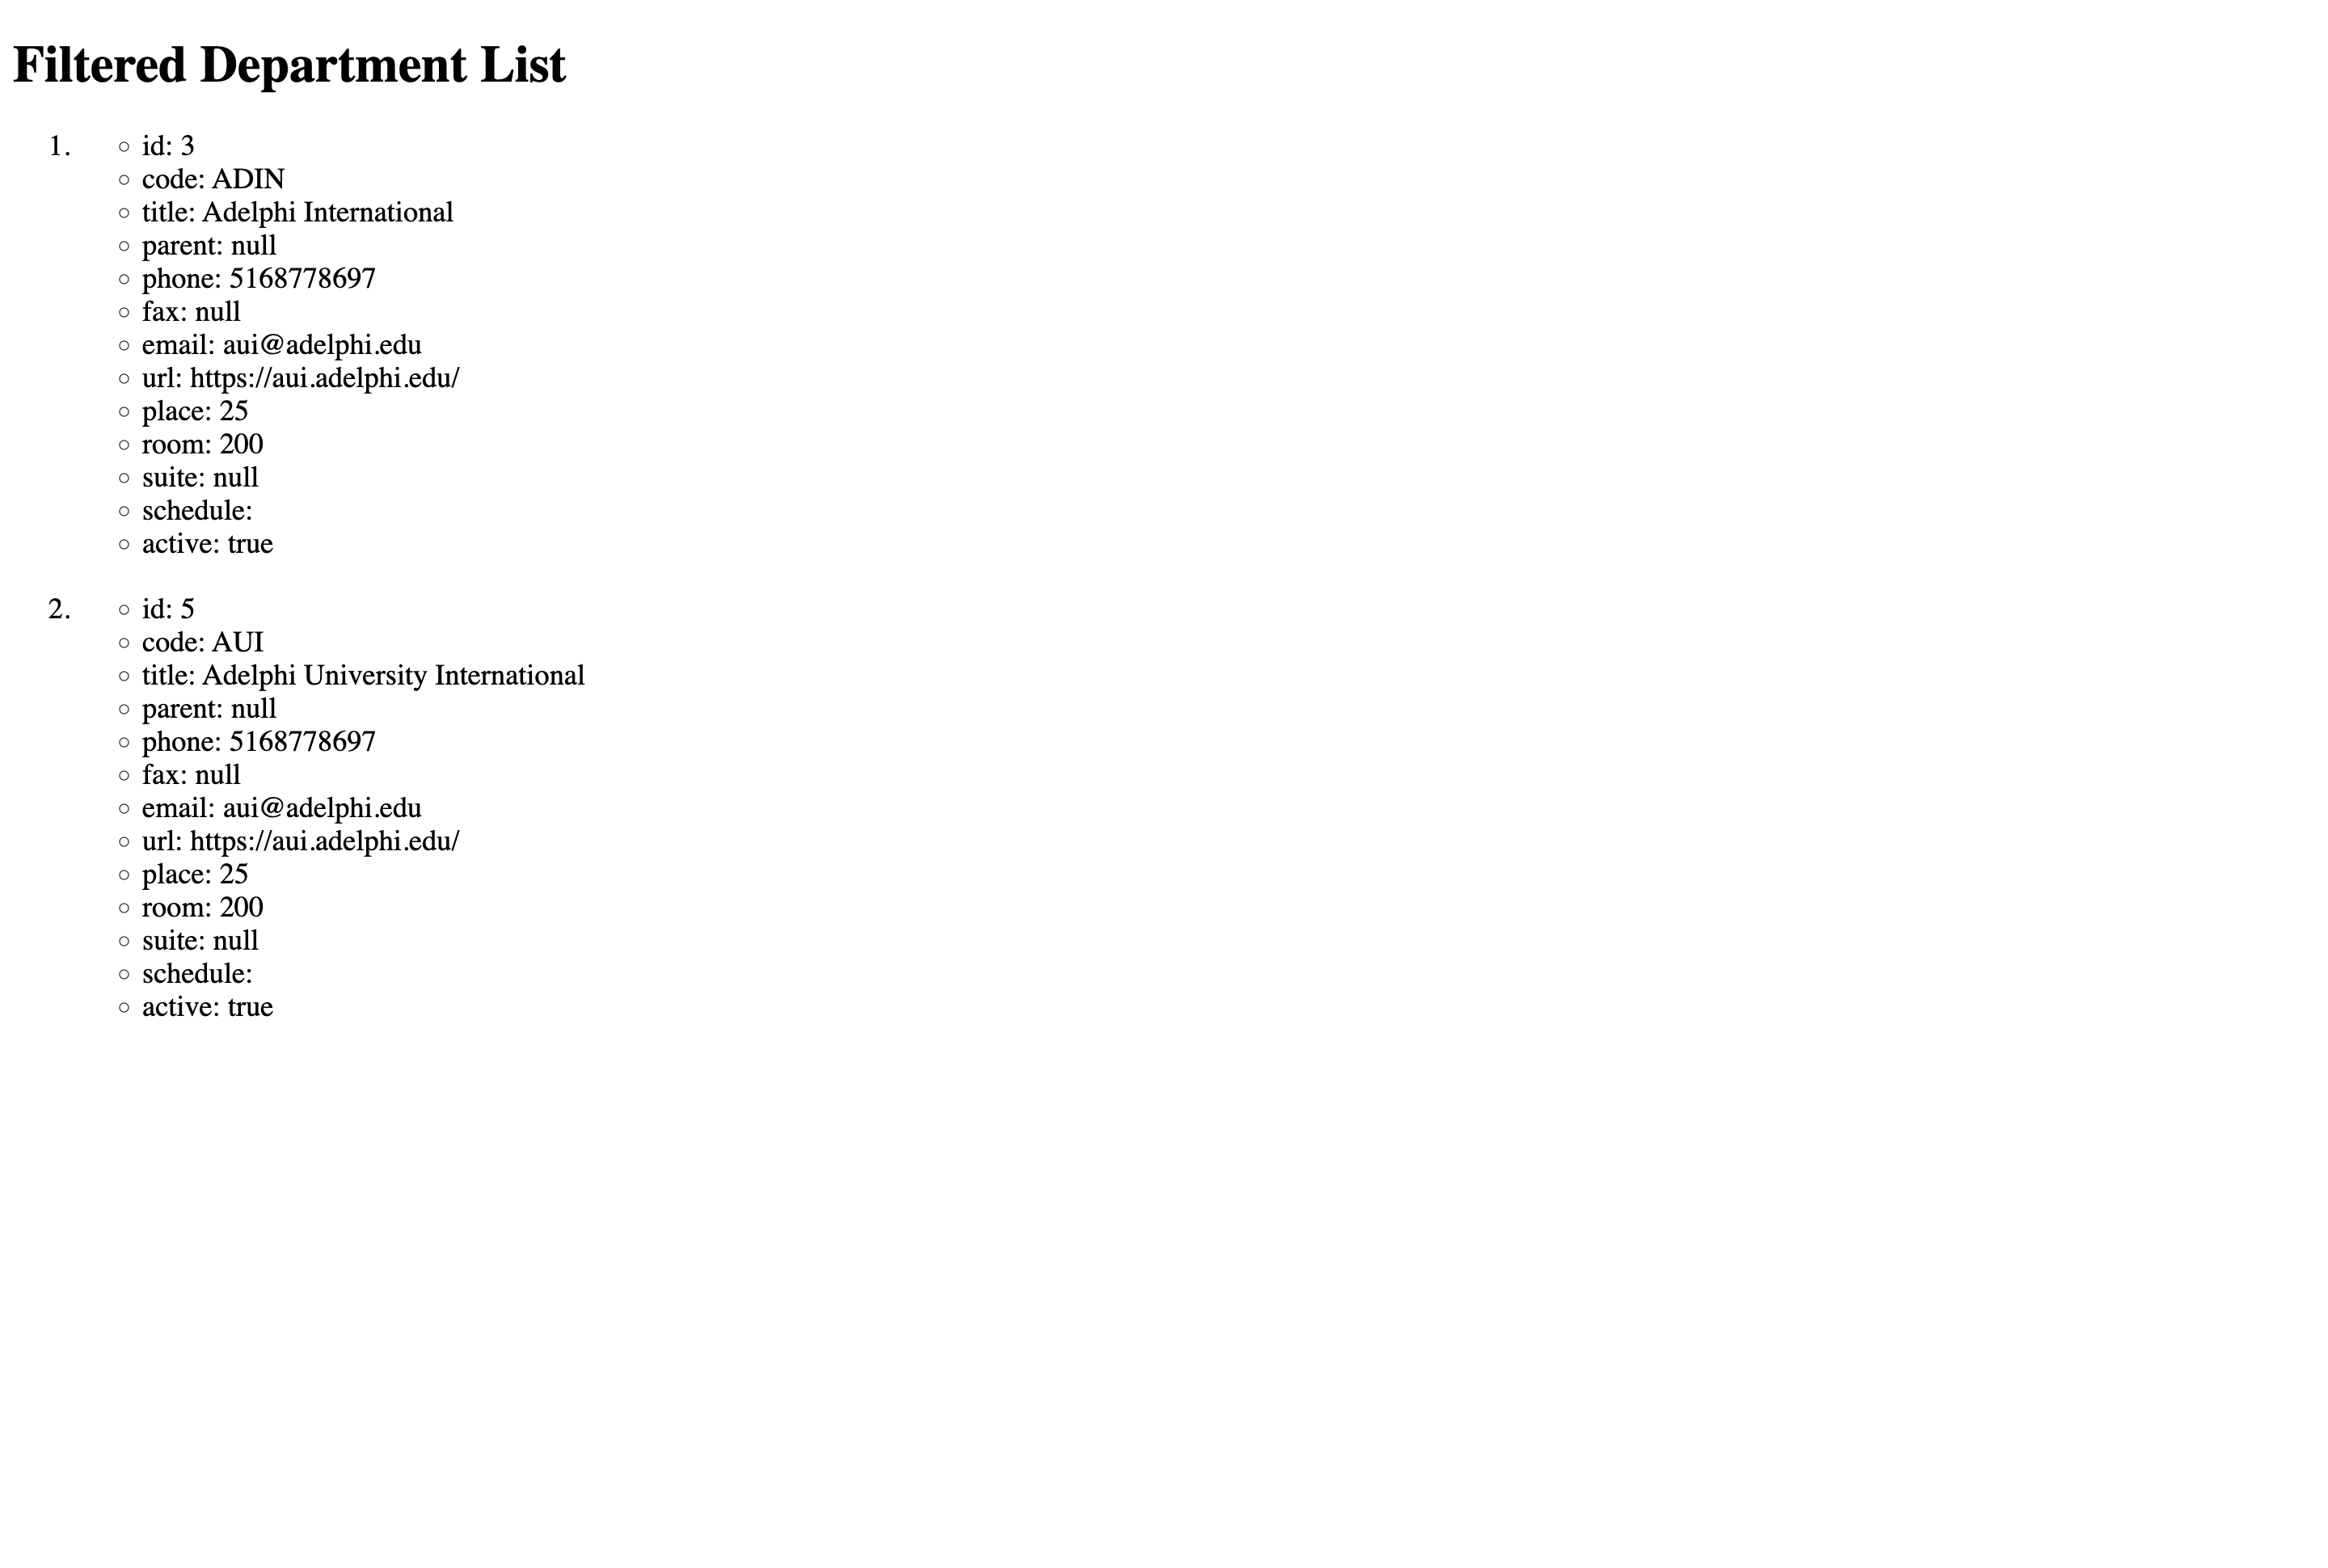 Filtered Department List
1.
id: 3
code: ADIN
title: Adelphi International
parent: null
phone: 5168778697
fax: null
email: aui@adelphi.edu
url: https://aui.adelphi.edu/
place: 25
room: 200
suite: null
schedule:
active: true
2.
id: 5
code: AUI
title: Adelphi University International
parent: null
phone: 5168778697
fax: null
email: aui@adelphi.edu
url: https://aui.adelphi.edu/
place: 25
room: 200
suite: null
schedule:
active: true